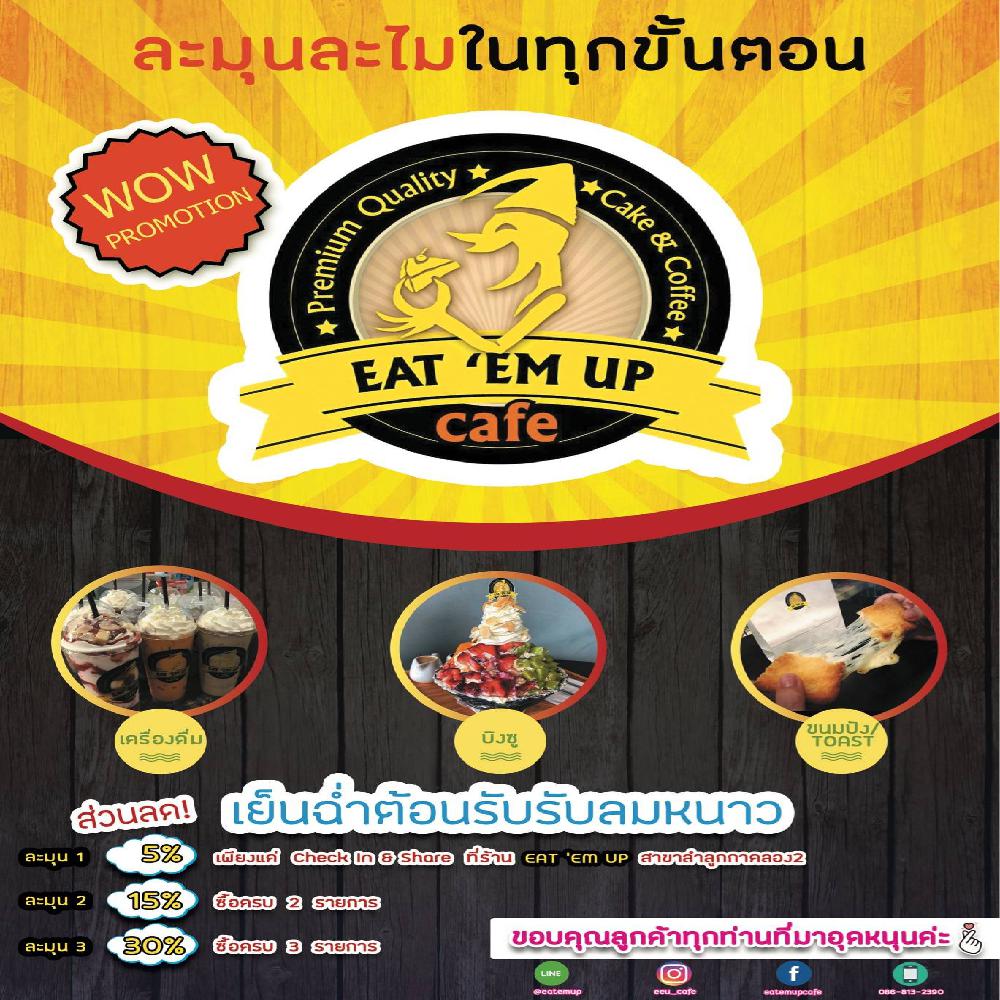 ละมุนละไมในทุกขั้นตอน
WOW
PROMOTION
Premium Quality
Cake & Coffee
EAT 'EM UP
cafe
เครื่องดื่ม
บิงซู
ขนมปัง/
TOAST
ส่วนลด! เย็นฉ่ำต้อนรับรับลมหนาว
ละมุน 1 5% เพียงแค่ Check In & Share ที่ร้าน EAT 'EM UP สาขาลำลูกกาคลอง2
ละมุน 2 15% ซื้อครบ 2 รายการ
ละมุน 3 30% ซื้อครบ 3 รายการ
ขอบคุณลูกค้าทุกท่านที่มาอุดหนุนค่ะ
LINE
@eatemup eeu_cafe eatemupcafe 086-813-2390